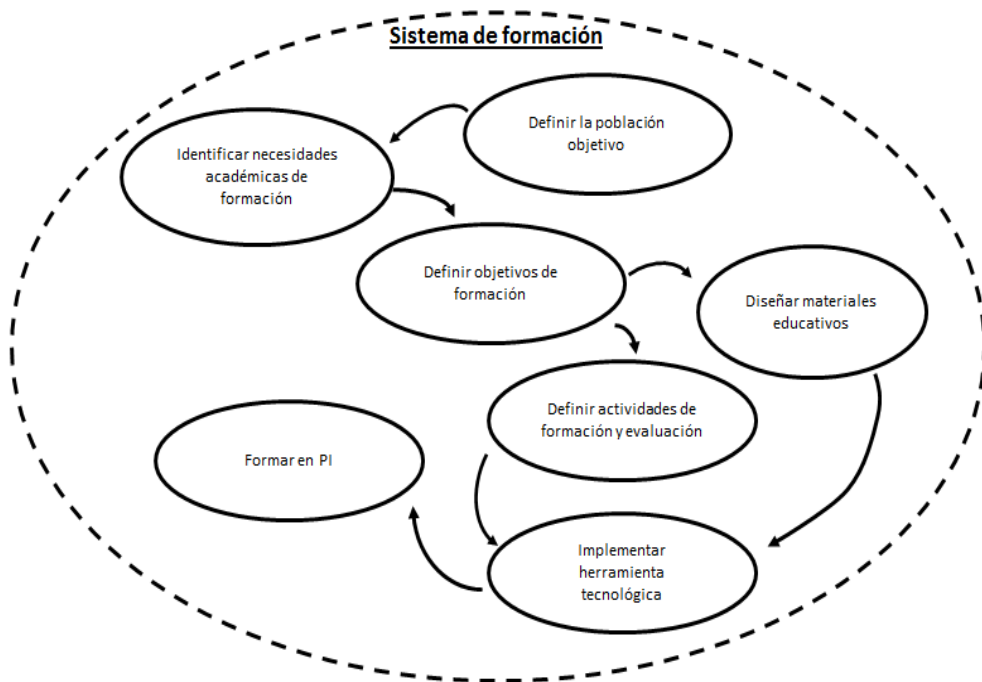 Sistema de formación
Definir la población
objetivo
Identificar necesidades
académicas de
formación
Definir objetivos de
formación
Diseñar materiales
educativos
Definir actividades de
formación y evaluación
Formar en PI
Implementar
herramienta
tecnológica